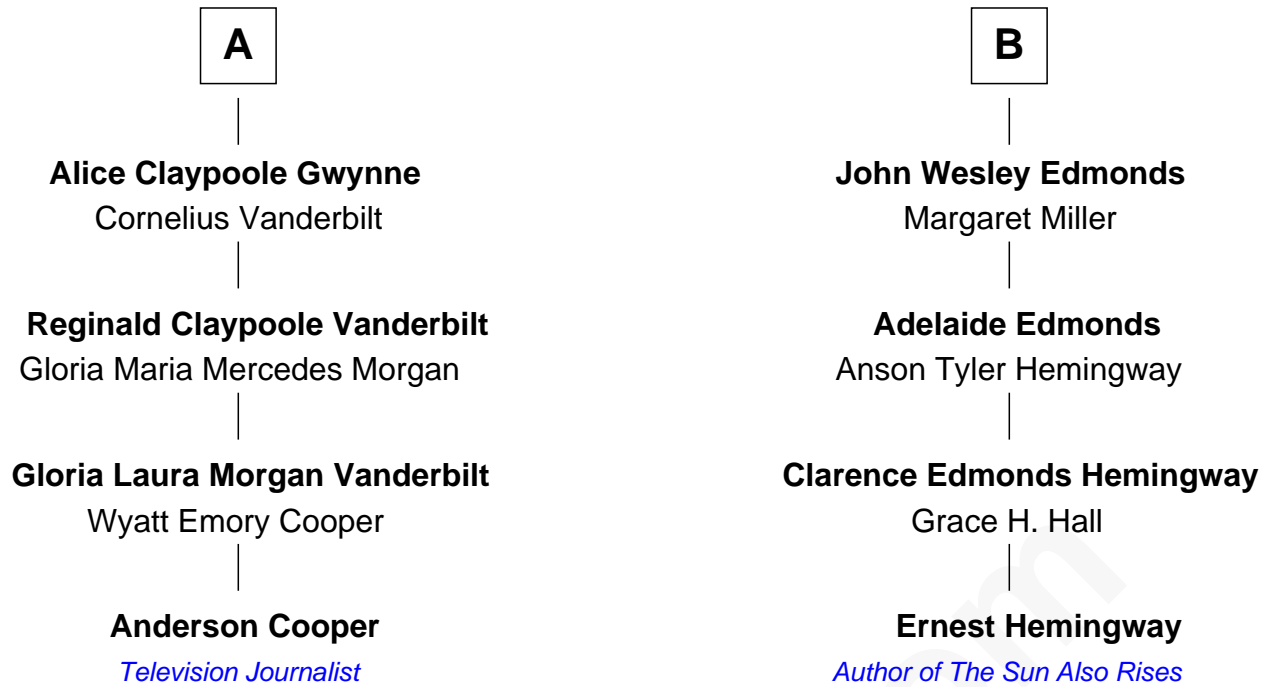 A
B
Alice Claypoole Gwynne
Cornelius Vanderbilt
John Wesley Edmonds
Margaret Miller
Reginald Claypoole Vanderbilt
Gloria Maria Mercedes Morgan
Adelaide Edmonds
Anson Tyler Hemingway
Gloria Laura Morgan Vanderbilt
Wyatt Emory Cooper
Clarence Edmonds Hemingway
Grace H. Hall
Anderson Cooper
Television Journalist
Ernest Hemingway
Author of The Sun Also Rises